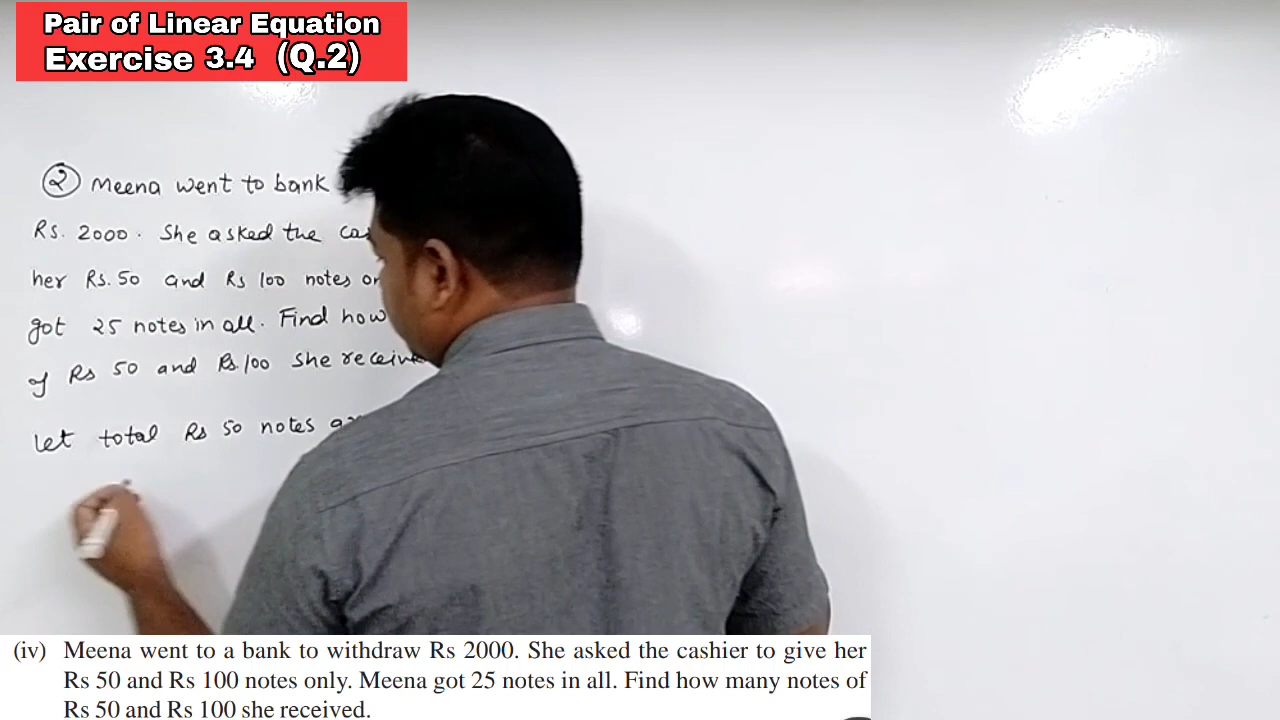 Pair of Linear Equation
Exercise 3.4 (Q.2)
② Meena went to bank
Rs. 2000. She asked the
her Rs. 50 and Rs 100 notes
got 25 notes in all. Find how
of Rs 50 and Rs. 100 she
Let total Rs 50 notes
(iv) Meena went to a bank to withdraw Rs 2000. She asked the cashier to give her
Rs 50 and Rs 100 notes only. Meena got 25 notes in all. Find how many notes of
Rs 50 and Rs 100 she received.